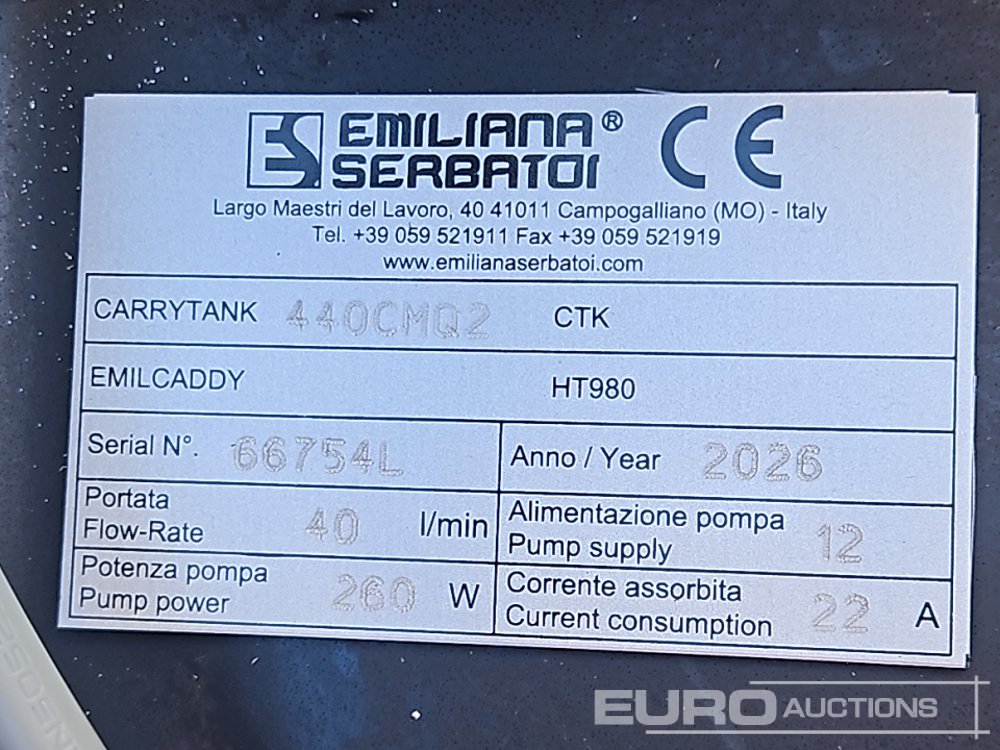 EMILIANA®
SERBATOI
CE
Largo Maestri del Lavoro, 40 41011 Campogalliano (MO) - Italy
Tel. +39 059 521911 Fax +39 059 521919
www.emilianaserbatoi.com
CARRYTANK 440CMQ2 CTK
EMILCADDY HT980
Serial N°. 66754L
Anno / Year 2026
Portata
Flow-Rate 40 l/min
Alimentazione pompa
Pump supply 12
Potenza pompa
Pump power 260 W
Corrente assorbita
Current consumption 22 A
EURO AUCTIONS